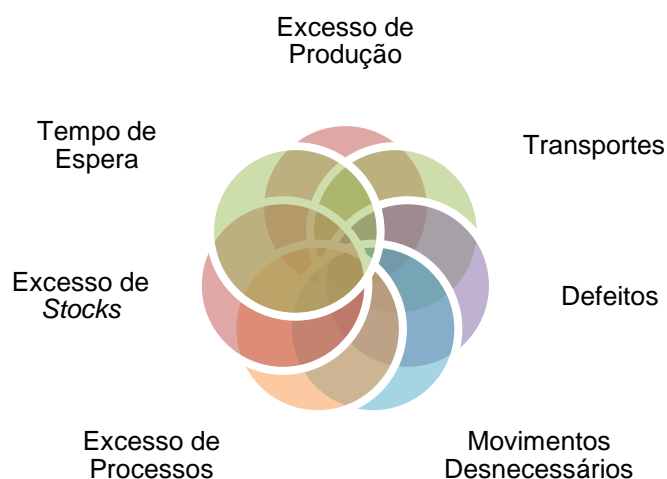 Excesso de
Produção
Tempo de
Espera
Transportes
Excesso de
Stocks
Defeitos
Excesso de
Processos
Movimentos
Desnecessários